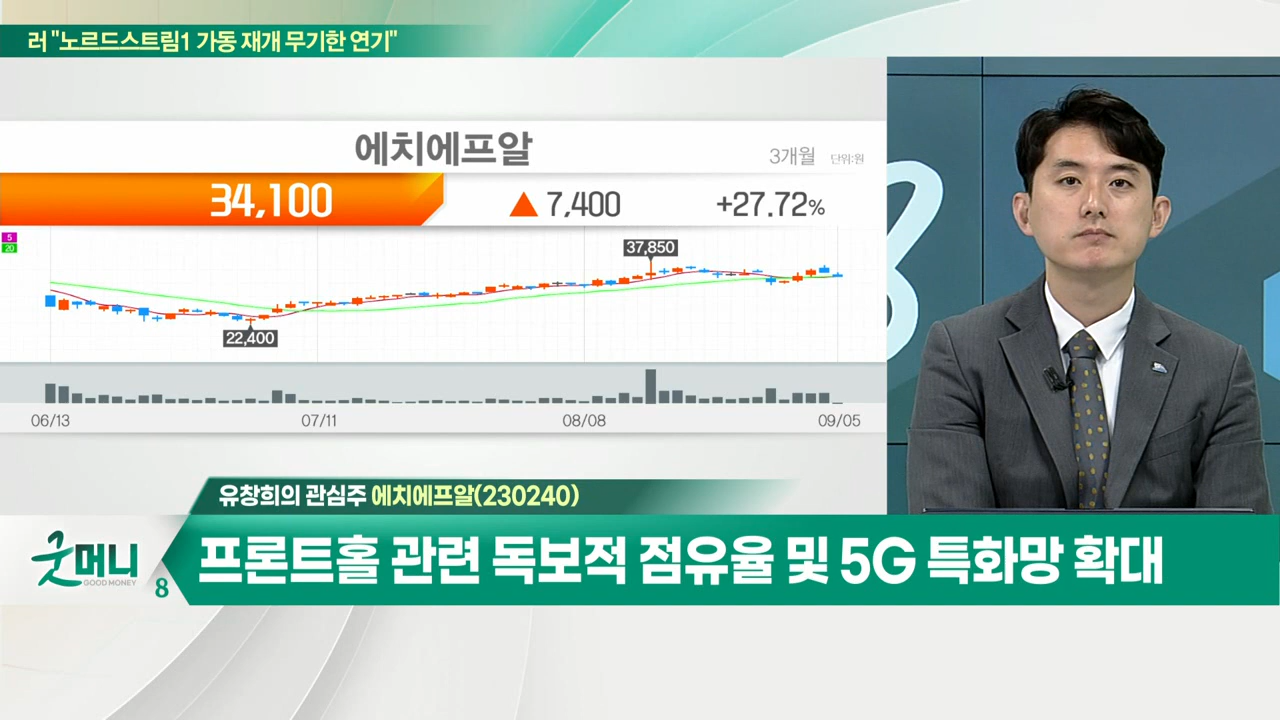 러 "노르드스트림1 가동 재개 무기한 연기"
에치에프알
3개월 단위:원
34,100 ▲ 7,400 +27.72%
5
20
37,850
22,400
06/13 07/11 08/08 09/05
유창희의 관심주 에치에프알(230240)
굿머니
GOOD MONEY
8
프론트홀 관련 독보적 점유율 및 5G 특화망 확대